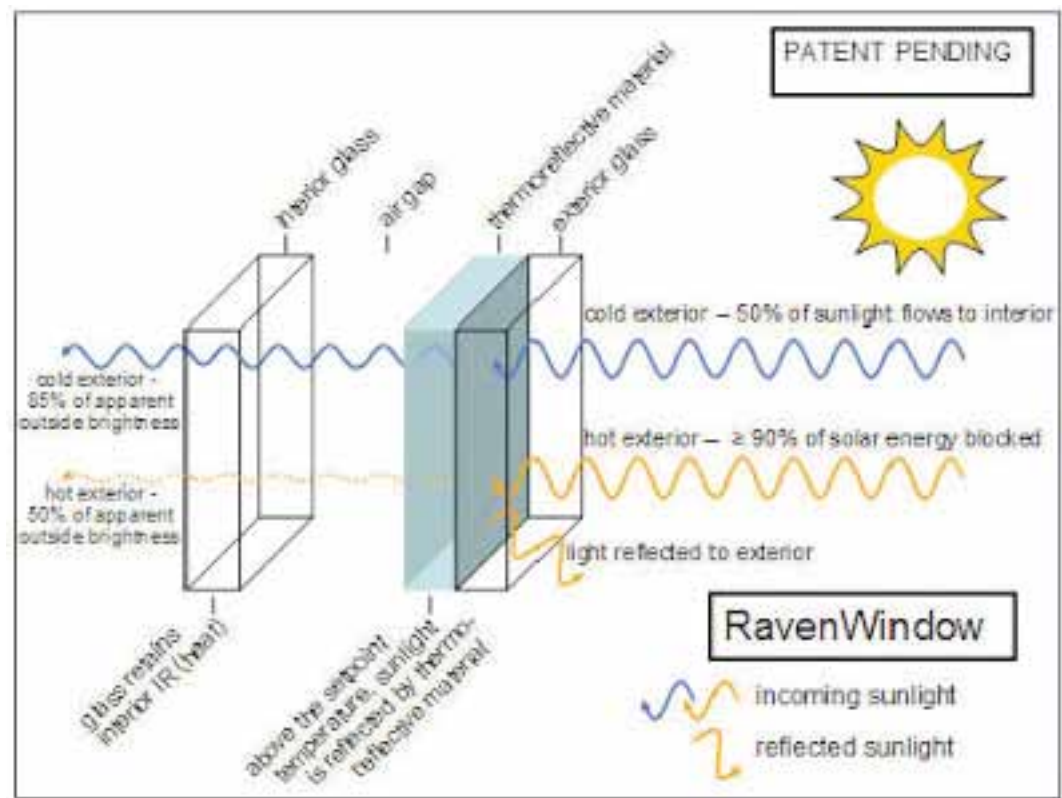 PATENT PENDING
interior glass
air gap
thermoreflective material
exterior glass
cold exterior – 50% of sunlight flows to interior
cold exterior -
85% of apparent
outside brightness
hot exterior – ≥ 90% of solar energy blocked
hot exterior -
50% of apparent
outside brightness
light reflected to exterior
glass retains
interior IR (heat)
above the setpoint
temperature, sunlight
is reflected by thermo-
reflective material
RavenWindow
incoming sunlight
reflected sunlight